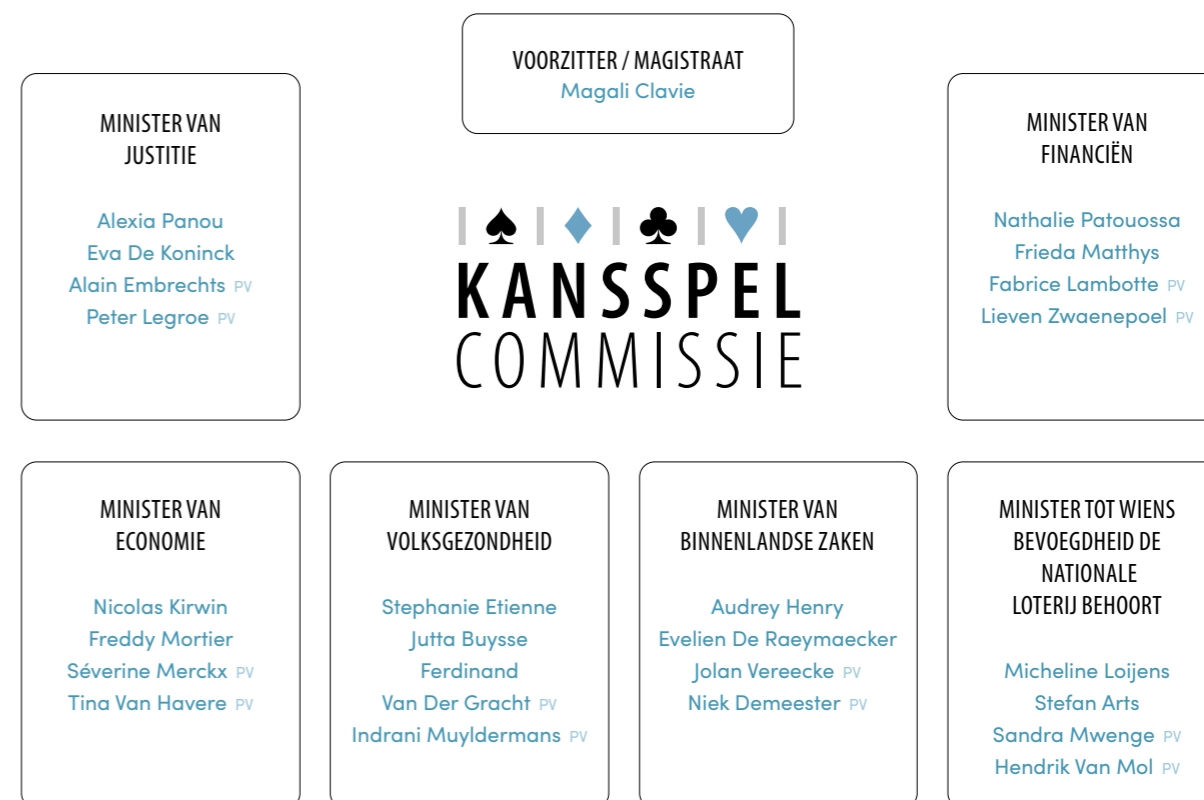 VOORZITTER / MAGISTRAAT
Magali Clavie
MINISTER VAN
JUSTITIE
Alexia Panou
Eva De Koninck
Alain Embrechts PV
Peter Legroe PV
KANSSPEL
COMMISSIE
MINISTER VAN
FINANCIËN
Nathalie Patouossa
Frieda Matthys
Fabrice Lambotte PV
Lieven Zwaenepoel PV
MINISTER VAN
ECONOMIE
Nicolas Kirwin
Freddy Mortier
Séverine Merckx PV
Tina Van Havere PV
MINISTER VAN
VOLKSGEZONDHEID
Stephanie Etienne
Jutta Buysse
Ferdinand
Van Der Gracht PV
Indrani Muyldermans PV
MINISTER VAN
BINNENLANDSE ZAKEN
Audrey Henry
Evelien De Raeymaecker
Jolan Vereecke PV
Niek Demeester PV
MINISTER TOT WIENS
BEVOEGDHEID DE
NATIONALE
LOTERIJ BEHOORT
Micheline Loijens
Stefan Arts
Sandra Mwenge PV
Hendrik Van Mol PV